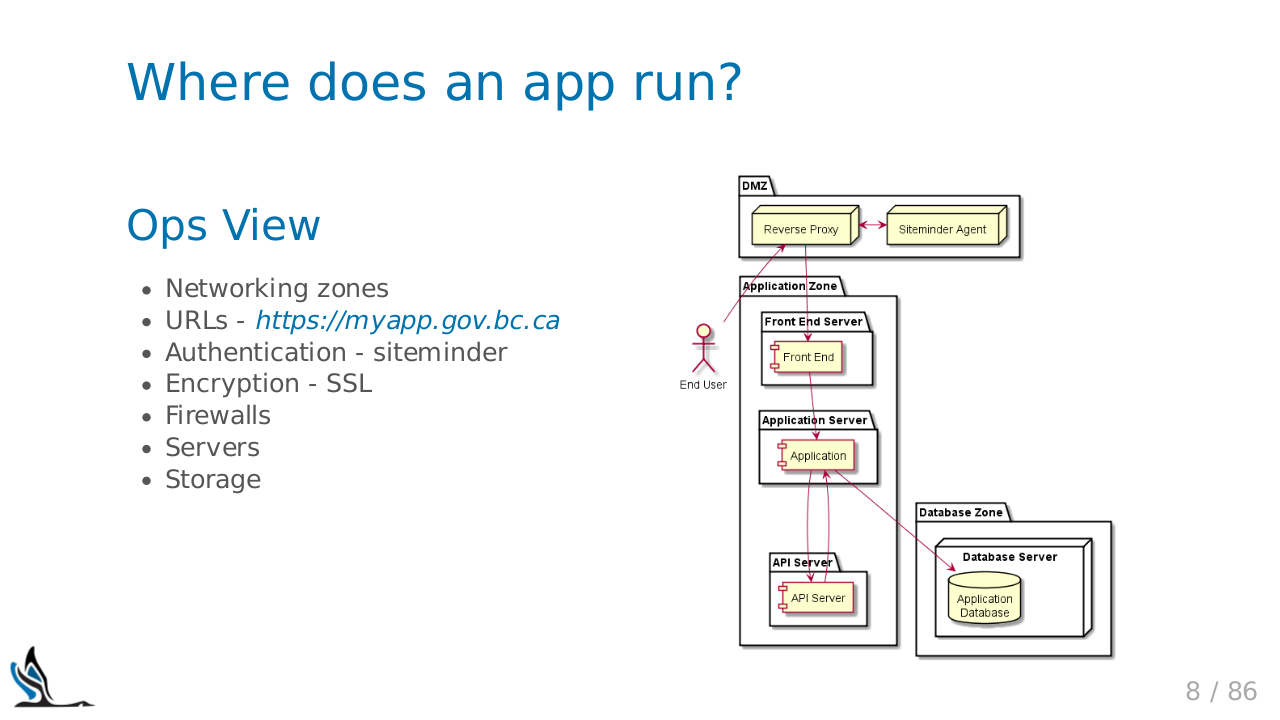 Where does an app run?
Ops View
Networking zones
URLs - https://myapp.gov.bc.ca
Authentication - siteminder
Encryption - SSL
Firewalls
Servers
Storage
DMZ
Reverse Proxy
Siteminder Agent
Application Zone
Front End Server
Front End
End User
Application Server
Application
API Server
API Server
Database Zone
Database Server
Application
Database
8 / 86